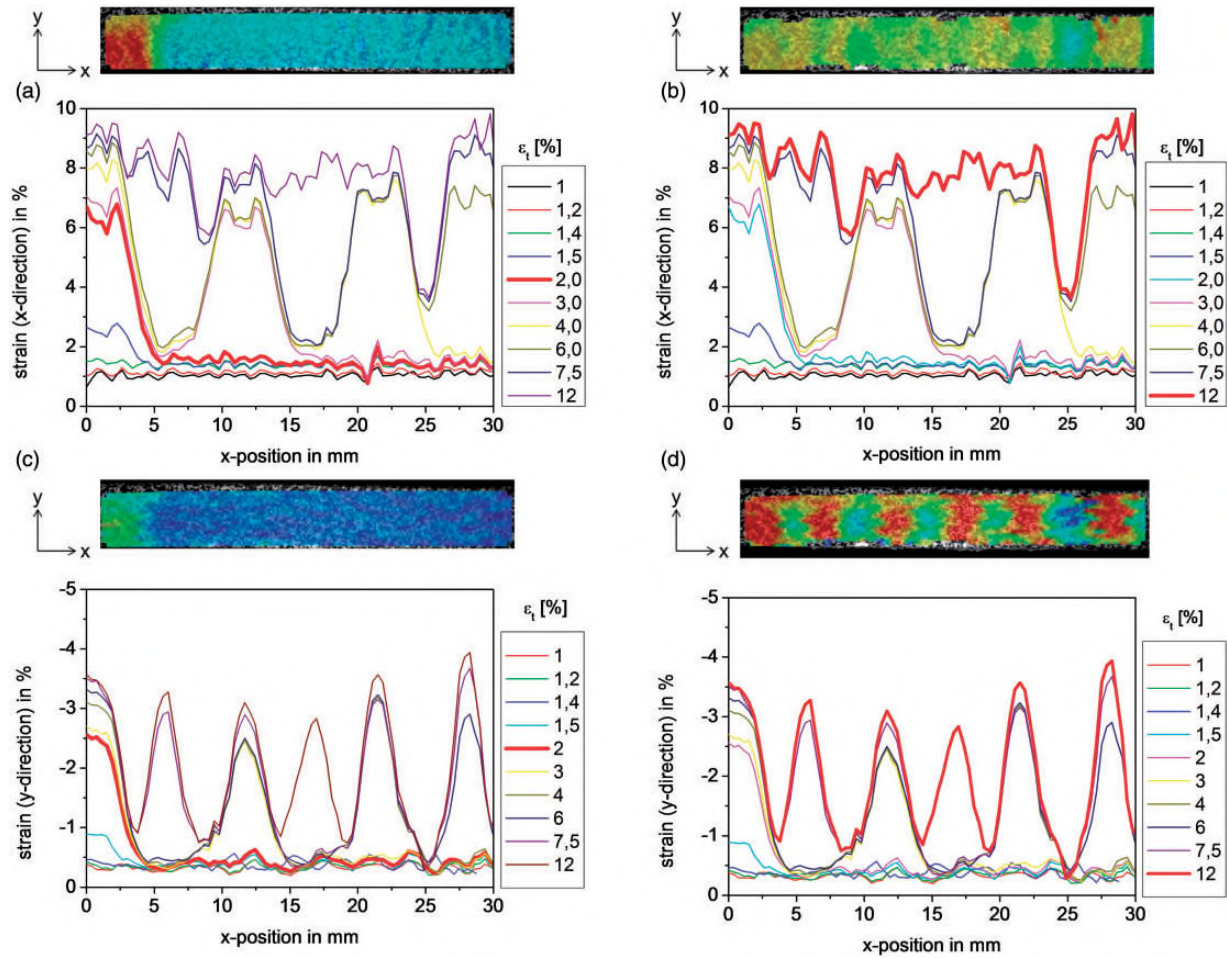 y
x
y
x
(a)
(b)
10
8
6
4
2
0
strain (x-direction) in %
0 5 10 15 20 25 30
x-position in mm
εt [%]
1
1,2
1,4
1,5
2,0
3,0
4,0
6,0
7,5
12
10
8
6
4
2
0
strain (x-direction) in %
0 5 10 15 20 25 30
x-position in mm
εt [%]
1
1,2
1,4
1,5
2,0
3,0
4,0
6,0
7,5
12
(c)
(d)
y
x
y
x
-5
-4
-3
-2
-1
0
strain (y-direction) in %
0 5 10 15 20 25 30
x-position in mm
εt [%]
1
1,2
1,4
1,5
2
3
4
6
7,5
12
-5
-4
-3
-2
-1
0
strain (y-direction) in %
0 5 10 15 20 25 30
x-position in mm
εt [%]
1
1,2
1,4
1,5
2
3
4
6
7,5
12